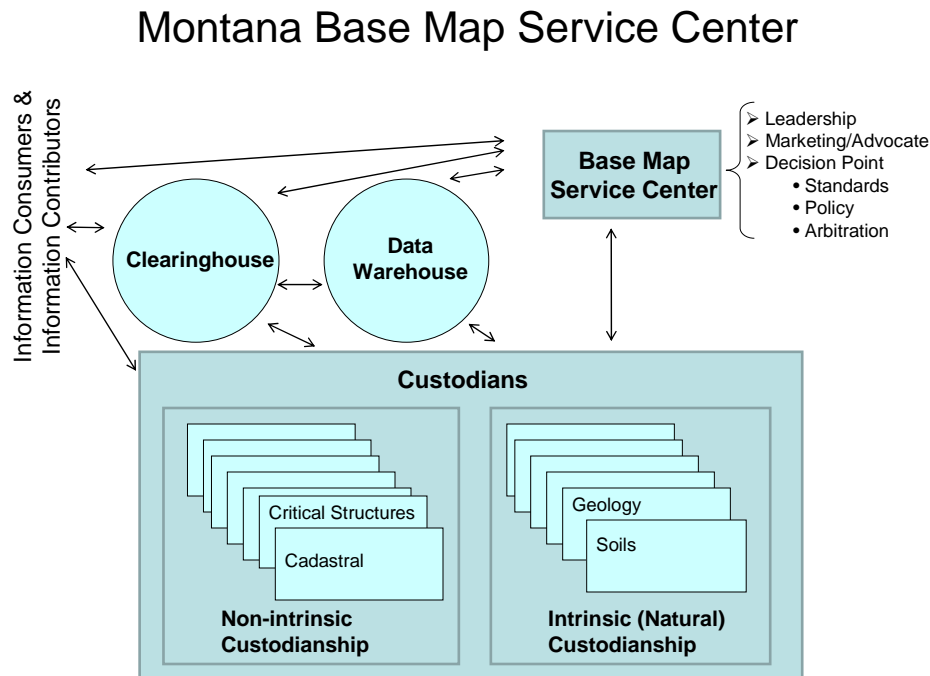 Montana Base Map Service Center
Information Consumers &
Information Contributors
Clearinghouse
Data
Warehouse
Base Map
Service Center
➢ Leadership
➢ Marketing/Advocate
➢ Decision Point
• Standards
• Policy
• Arbitration
Custodians
Critical Structures
Cadastral
Non-intrinsic
Custodianship
Geology
Soils
Intrinsic (Natural)
Custodianship